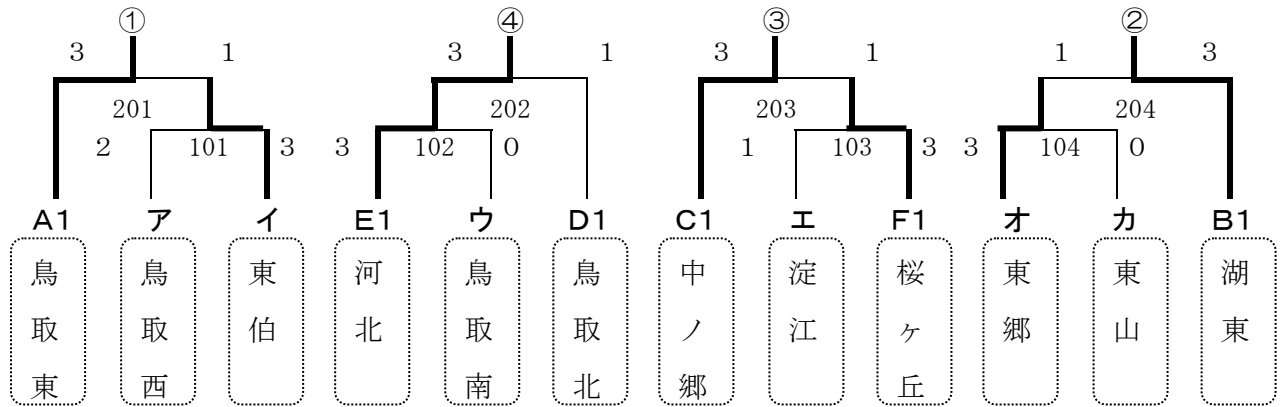 ① ④ ③ ②
3 1 3 1 3 1 1 3
201 202 203 204
2 101 3 3 102 0 1 103 3 3 104 0
A1 ア イ E1 ウ D1 C1 エ F1 オ カ B1
鳥取東
鳥取西
東伯
河北
鳥取南
鳥取北
中ノ郷
淀江
桜ヶ丘
東郷
東山
湖東